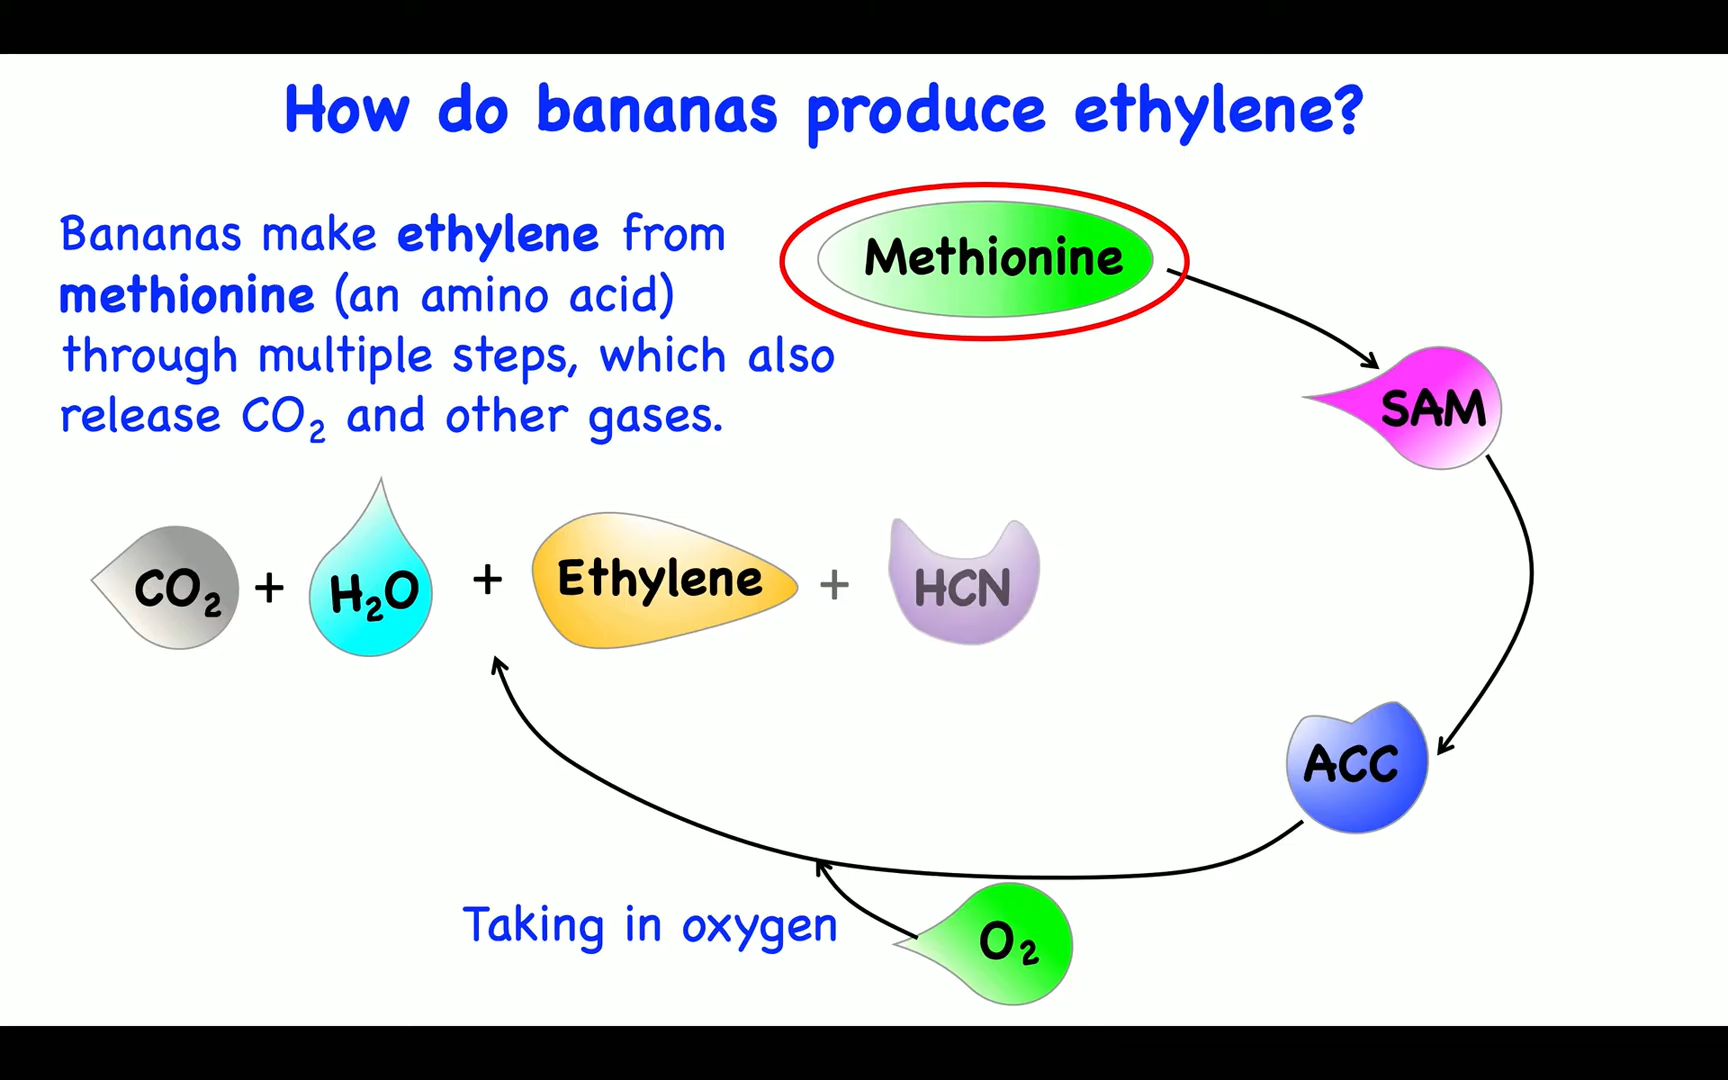 How do bananas produce ethylene?
Bananas make ethylene from
methionine (an amino acid)
through multiple steps, which also
release CO₂ and other gases.
Methionine
SAM
CO₂ + H₂O + Ethylene + HCN
ACC
Taking in oxygen
O₂